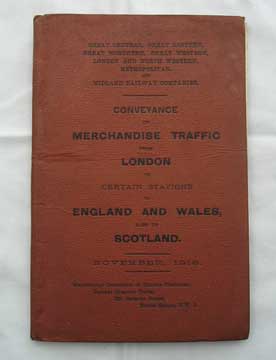 GREAT CENTRAL, GREAT EASTERN,
GREAT NORTHERN, GREAT WESTERN,
LONDON AND NORTH WESTERN,
METROPOLITAN,
AND
MIDLAND RAILWAY COMPANIES.
CONVEYANCE
OF
MERCHANDISE TRAFFIC
FROM
LONDON
TO
CERTAIN STATIONS
IN
ENGLAND AND WALES,
ALSO TO
SCOTLAND.
NOVEMBER, 1918.